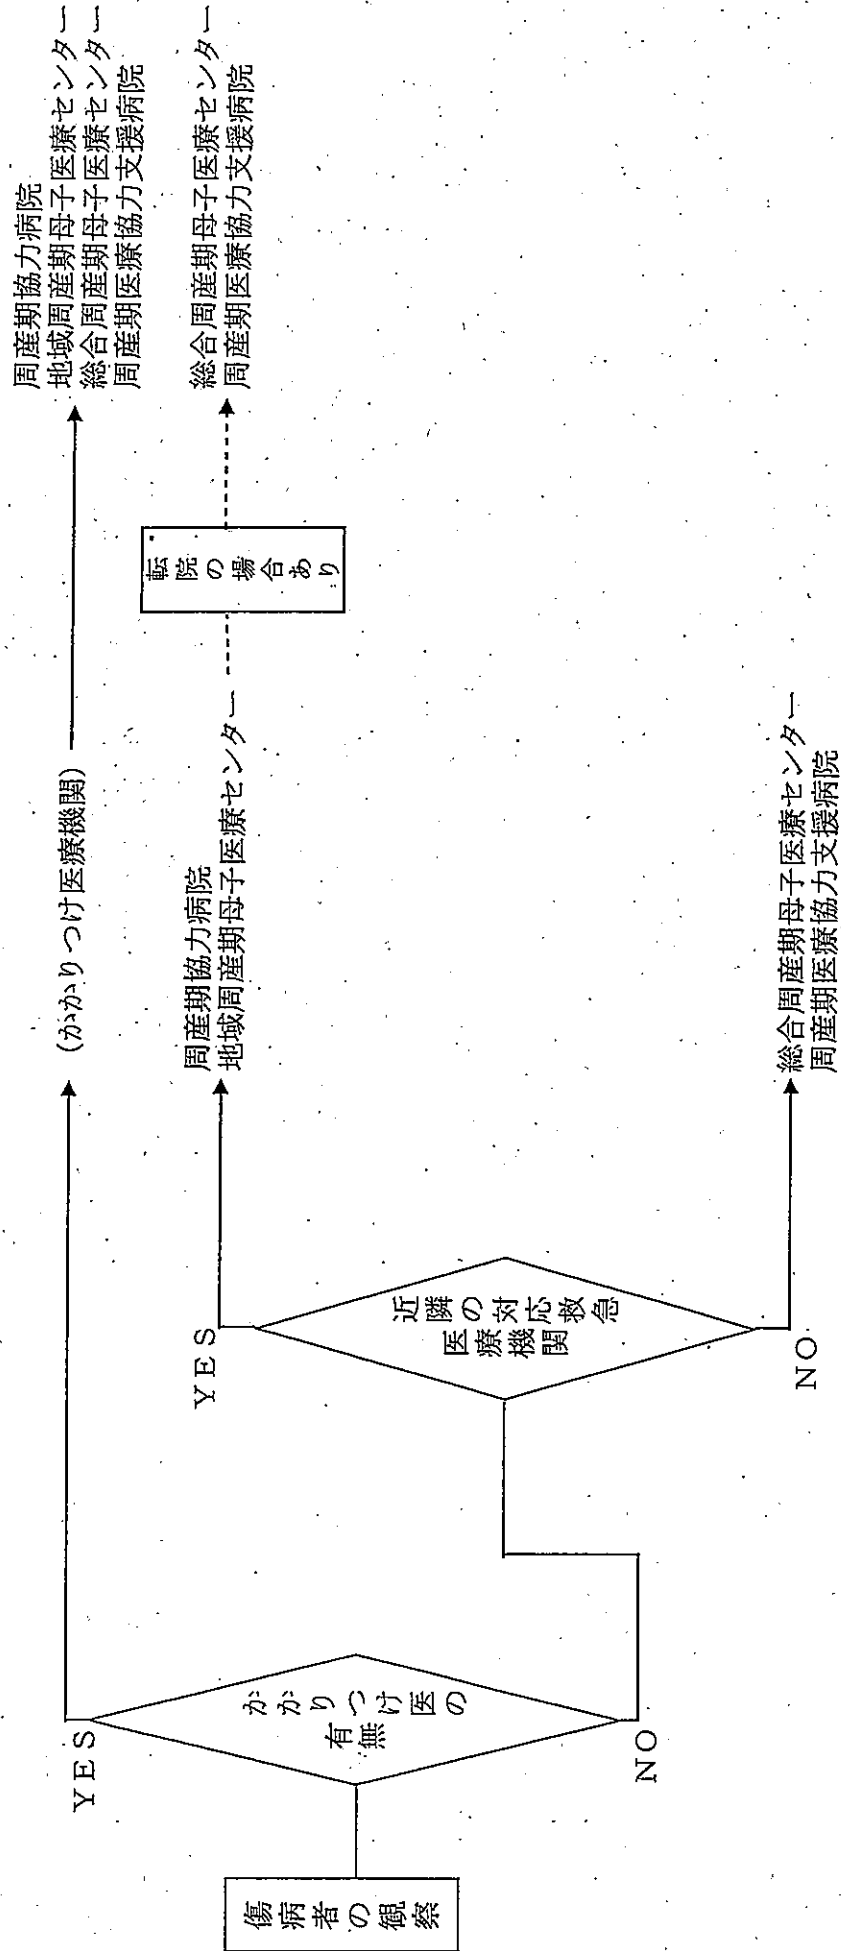 傷病者の観察
かかりつけ医の
有無
YES
NO
(かかりつけ医療機関)
周産期協力病院
地域周産期母子医療センター
総合周産期母子医療センター
周産期医療協力支援病院
近隣の対応救急
医療機関
YES
NO
周産期協力病院
地域周産期母子医療センター
転院の場合あり
総合周産期母子医療センター
周産期医療協力支援病院
総合周産期母子医療センター
周産期医療協力支援病院